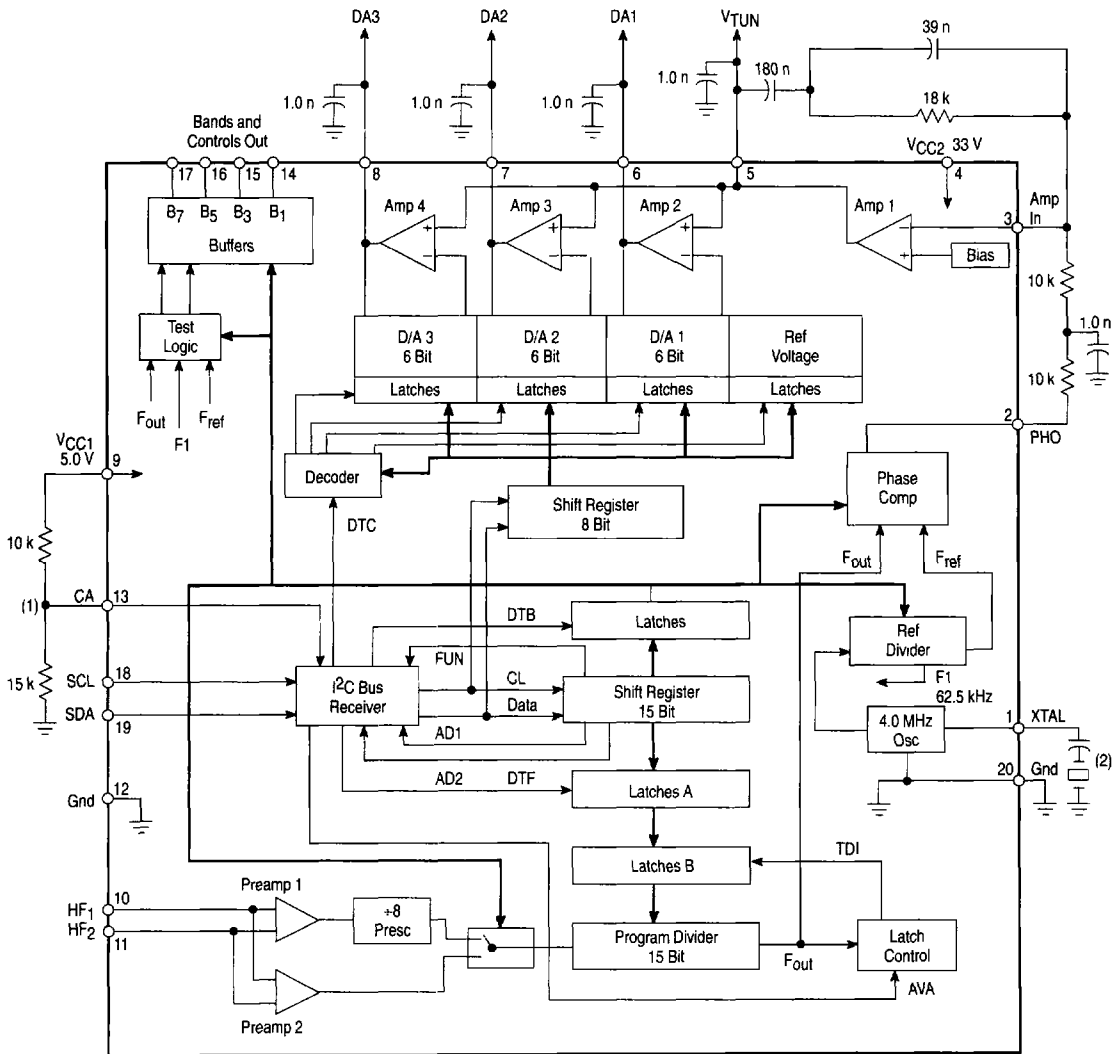 DA3
DA2
DA1
VTUN
39 n
180 n
18 k
1.0 n
1.0 n
1.0 n
1.0 n
Bands and
Controls Out
VCC2 33 V
17
16
15
14
8
7
6
5
4
B7
B5
B3
B1
Buffers
Amp 4
Amp 3
Amp 2
Amp 1
+
−
+
−
+
−
−
+
3
Amp
In
Bias
10 k
1.0 n
10 k
Test
Logic
D/A 3
6 Bit
D/A 2
6 Bit
D/A 1
6 Bit
Ref
Voltage
Latches
Latches
Latches
Latches
Fout
F1
Fref
2
PHO
VCC1
5.0 V
9
Decoder
Shift Register
8 Bit
Phase
Comp
DTC
10 k
Fout
Fref
(1)
CA
13
DTB
Latches
Ref
Divider
FUN
15 k
SCL
18
I2C Bus
Receiver
CL
Shift Register
15 Bit
F1
62.5 kHz
SDA
19
Data
AD1
4.0 MHz
Osc
1
XTAL
(2)
AD2
DTF
Latches A
20
Gnd
Gnd
12
Latches B
TDI
Preamp 1
HF1
10
HF2
11
÷8
Presc
Program Divider
15 Bit
Fout
Latch
Control
AVA
Preamp 2